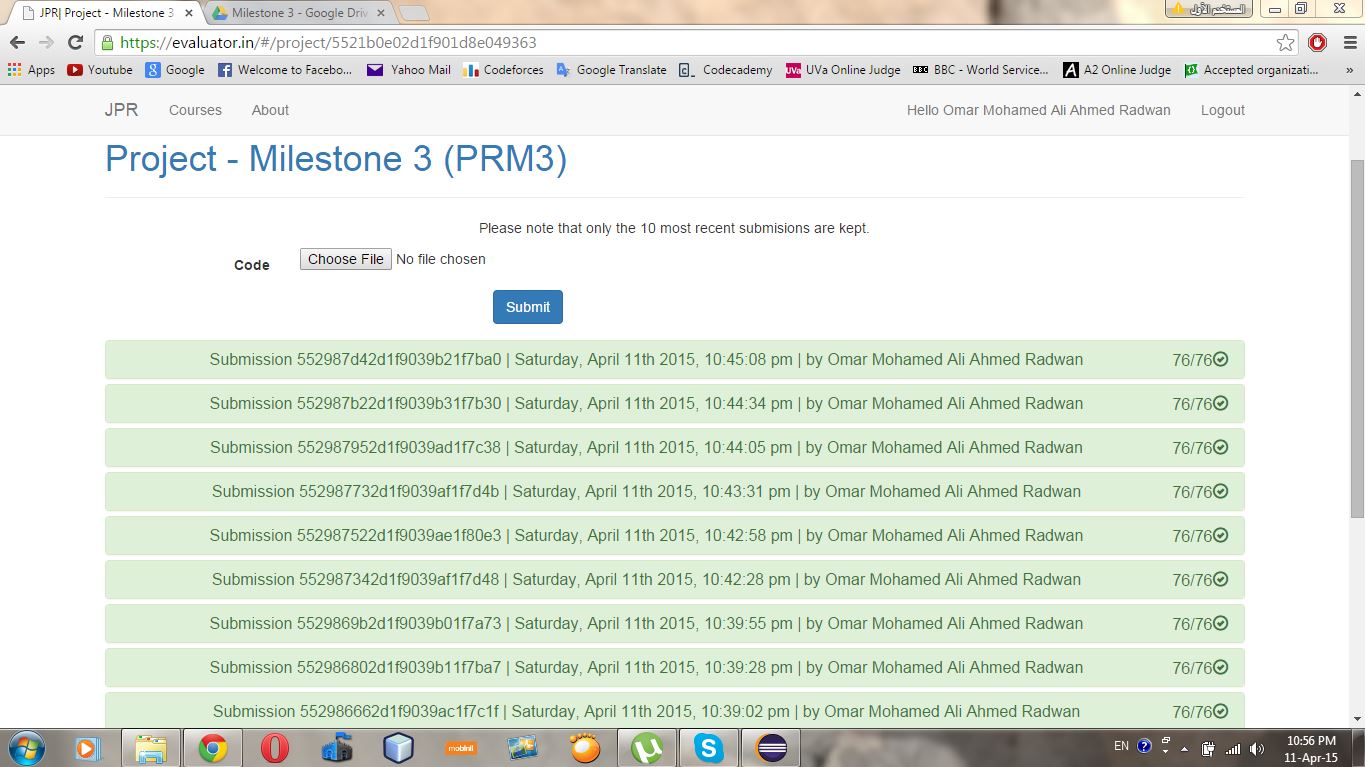 JPR| Project - Milestone 3
Milestone 3 - Google Driv
المستخدم الأول
https://evaluator.in/#/project/5521b0e02d1f901d8e049363
Apps Youtube Google Welcome to Facebo... Yahoo Mail Codeforces Google Translate Codecademy UVa Online Judge BBC - World Service... A2 Online Judge Accepted organizati... »
JPR Courses About Hello Omar Mohamed Ali Ahmed Radwan Logout
Project - Milestone 3 (PRM3)
Please note that only the 10 most recent submisions are kept.
Code Choose File No file chosen
Submit
Submission 552987d42d1f9039b21f7ba0 | Saturday, April 11th 2015, 10:45:08 pm | by Omar Mohamed Ali Ahmed Radwan 76/76
Submission 552987b22d1f9039b31f7b30 | Saturday, April 11th 2015, 10:44:34 pm | by Omar Mohamed Ali Ahmed Radwan 76/76
Submission 552987952d1f9039ad1f7c38 | Saturday, April 11th 2015, 10:44:05 pm | by Omar Mohamed Ali Ahmed Radwan 76/76
Submission 552987732d1f9039af1f7d4b | Saturday, April 11th 2015, 10:43:31 pm | by Omar Mohamed Ali Ahmed Radwan 76/76
Submission 552987522d1f9039ae1f80e3 | Saturday, April 11th 2015, 10:42:58 pm | by Omar Mohamed Ali Ahmed Radwan 76/76
Submission 552987342d1f9039af1f7d48 | Saturday, April 11th 2015, 10:42:28 pm | by Omar Mohamed Ali Ahmed Radwan 76/76
Submission 5529869b2d1f9039b01f7a73 | Saturday, April 11th 2015, 10:39:55 pm | by Omar Mohamed Ali Ahmed Radwan 76/76
Submission 552986802d1f9039b11f7ba7 | Saturday, April 11th 2015, 10:39:28 pm | by Omar Mohamed Ali Ahmed Radwan 76/76
Submission 552986662d1f9039ac1f7c1f | Saturday, April 11th 2015, 10:39:02 pm | by Omar Mohamed Ali Ahmed Radwan 76/76
mobinil
EN 10:56 PM
11-Apr-15